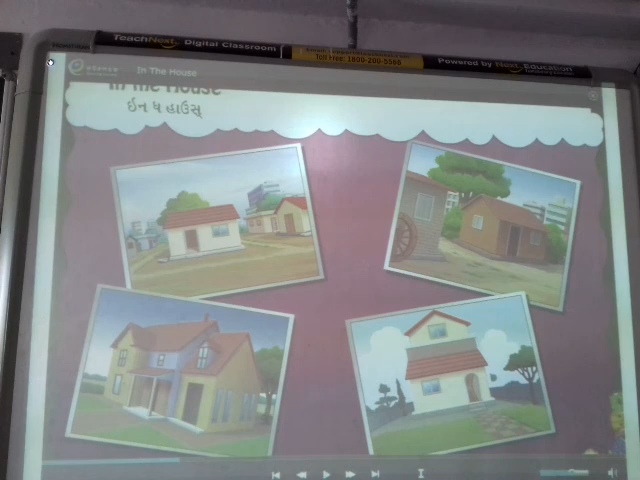 TeachNext Digital Classroom
Toll Free: 1800-200-5566
Powered by Next Education
In The House
In the House
ઈન ધ હાઉસ્